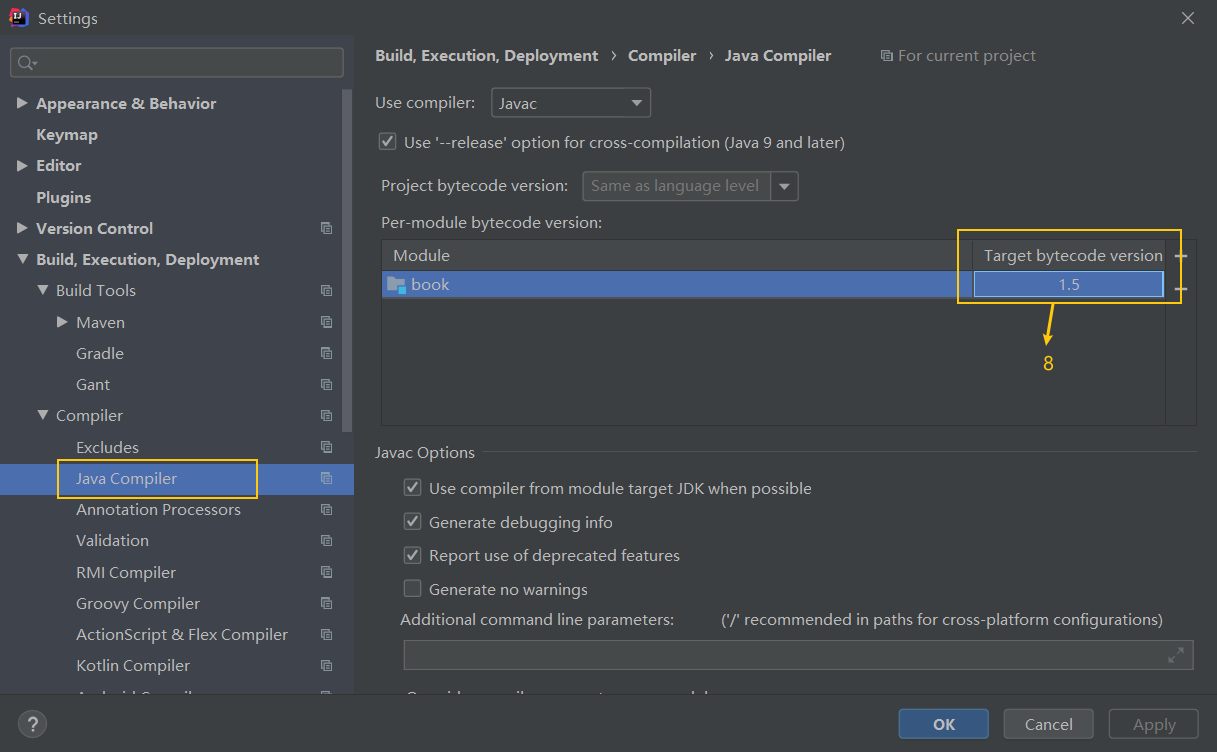 Settings
Appearance & Behavior
Keymap
Editor
Plugins
Version Control
Build, Execution, Deployment
Build Tools
Maven
Gradle
Gant
Compiler
Excludes
Java Compiler
Annotation Processors
Validation
RMI Compiler
Groovy Compiler
ActionScript & Flex Compiler
Kotlin Compiler
Build, Execution, Deployment › Compiler › Java Compiler For current project
Use compiler: Javac
Use '--release' option for cross-compilation (Java 9 and later)
Project bytecode version: Same as language level
Per-module bytecode version:
Module Target bytecode version
book 1.5
8
Javac Options
Use compiler from module target JDK when possible
Generate debugging info
Report use of deprecated features
Generate no warnings
Additional command line parameters: ('/' recommended in paths for cross-platform configurations)
? OK Cancel Apply